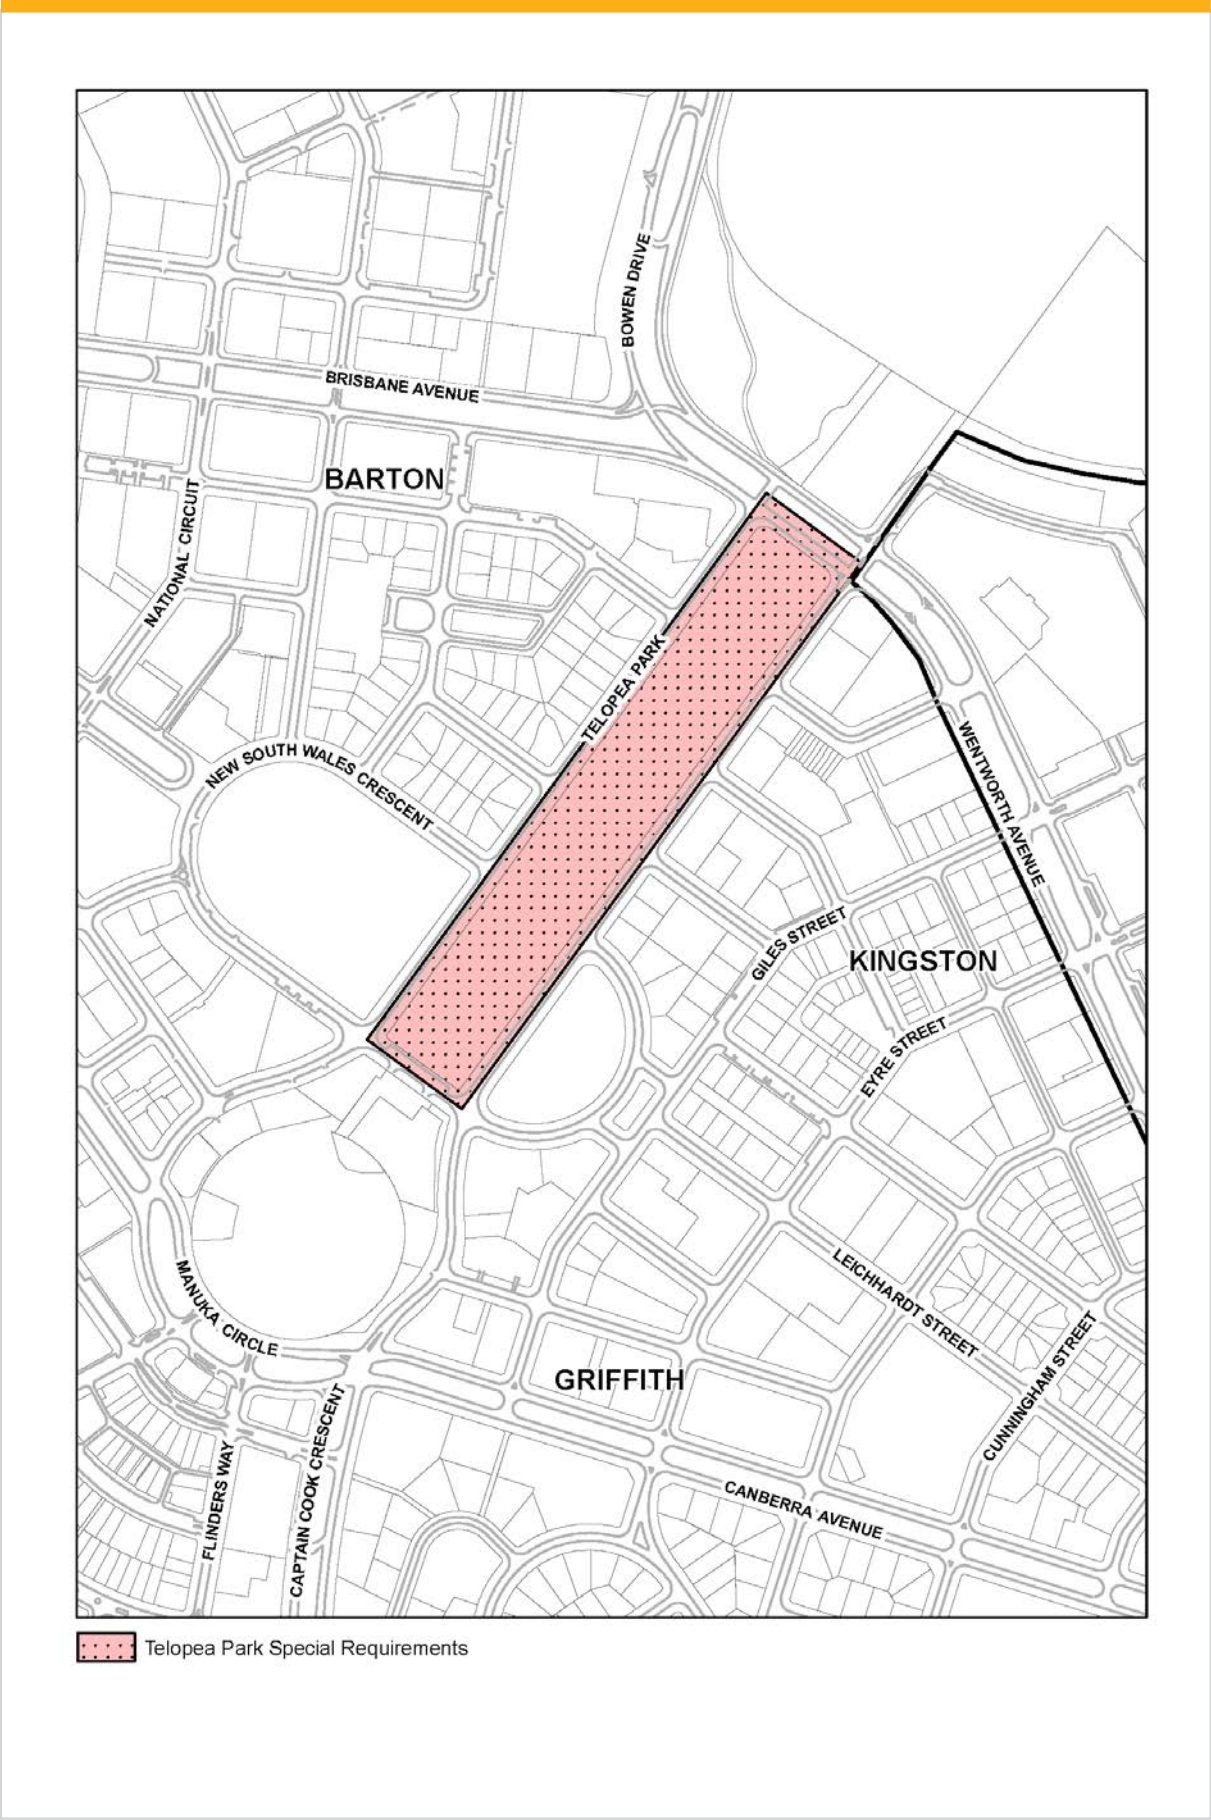 BOWEN DRIVE
BRISBANE AVENUE
BARTON
NATIONAL CIRCUIT
TELOPEA PARK
NEW SOUTH WALES CRESCENT
WENTWORTH AVENUE
GILES STREET
KINGSTON
EYRE STREET
MANUKA CIRCLE
LEICHHARDT STREET
CUNNINGHAM STREET
GRIFFITH
FLINDERS WAY
CAPTAIN COOK CRESCENT
CANBERRA AVENUE
Telopea Park Special Requirements